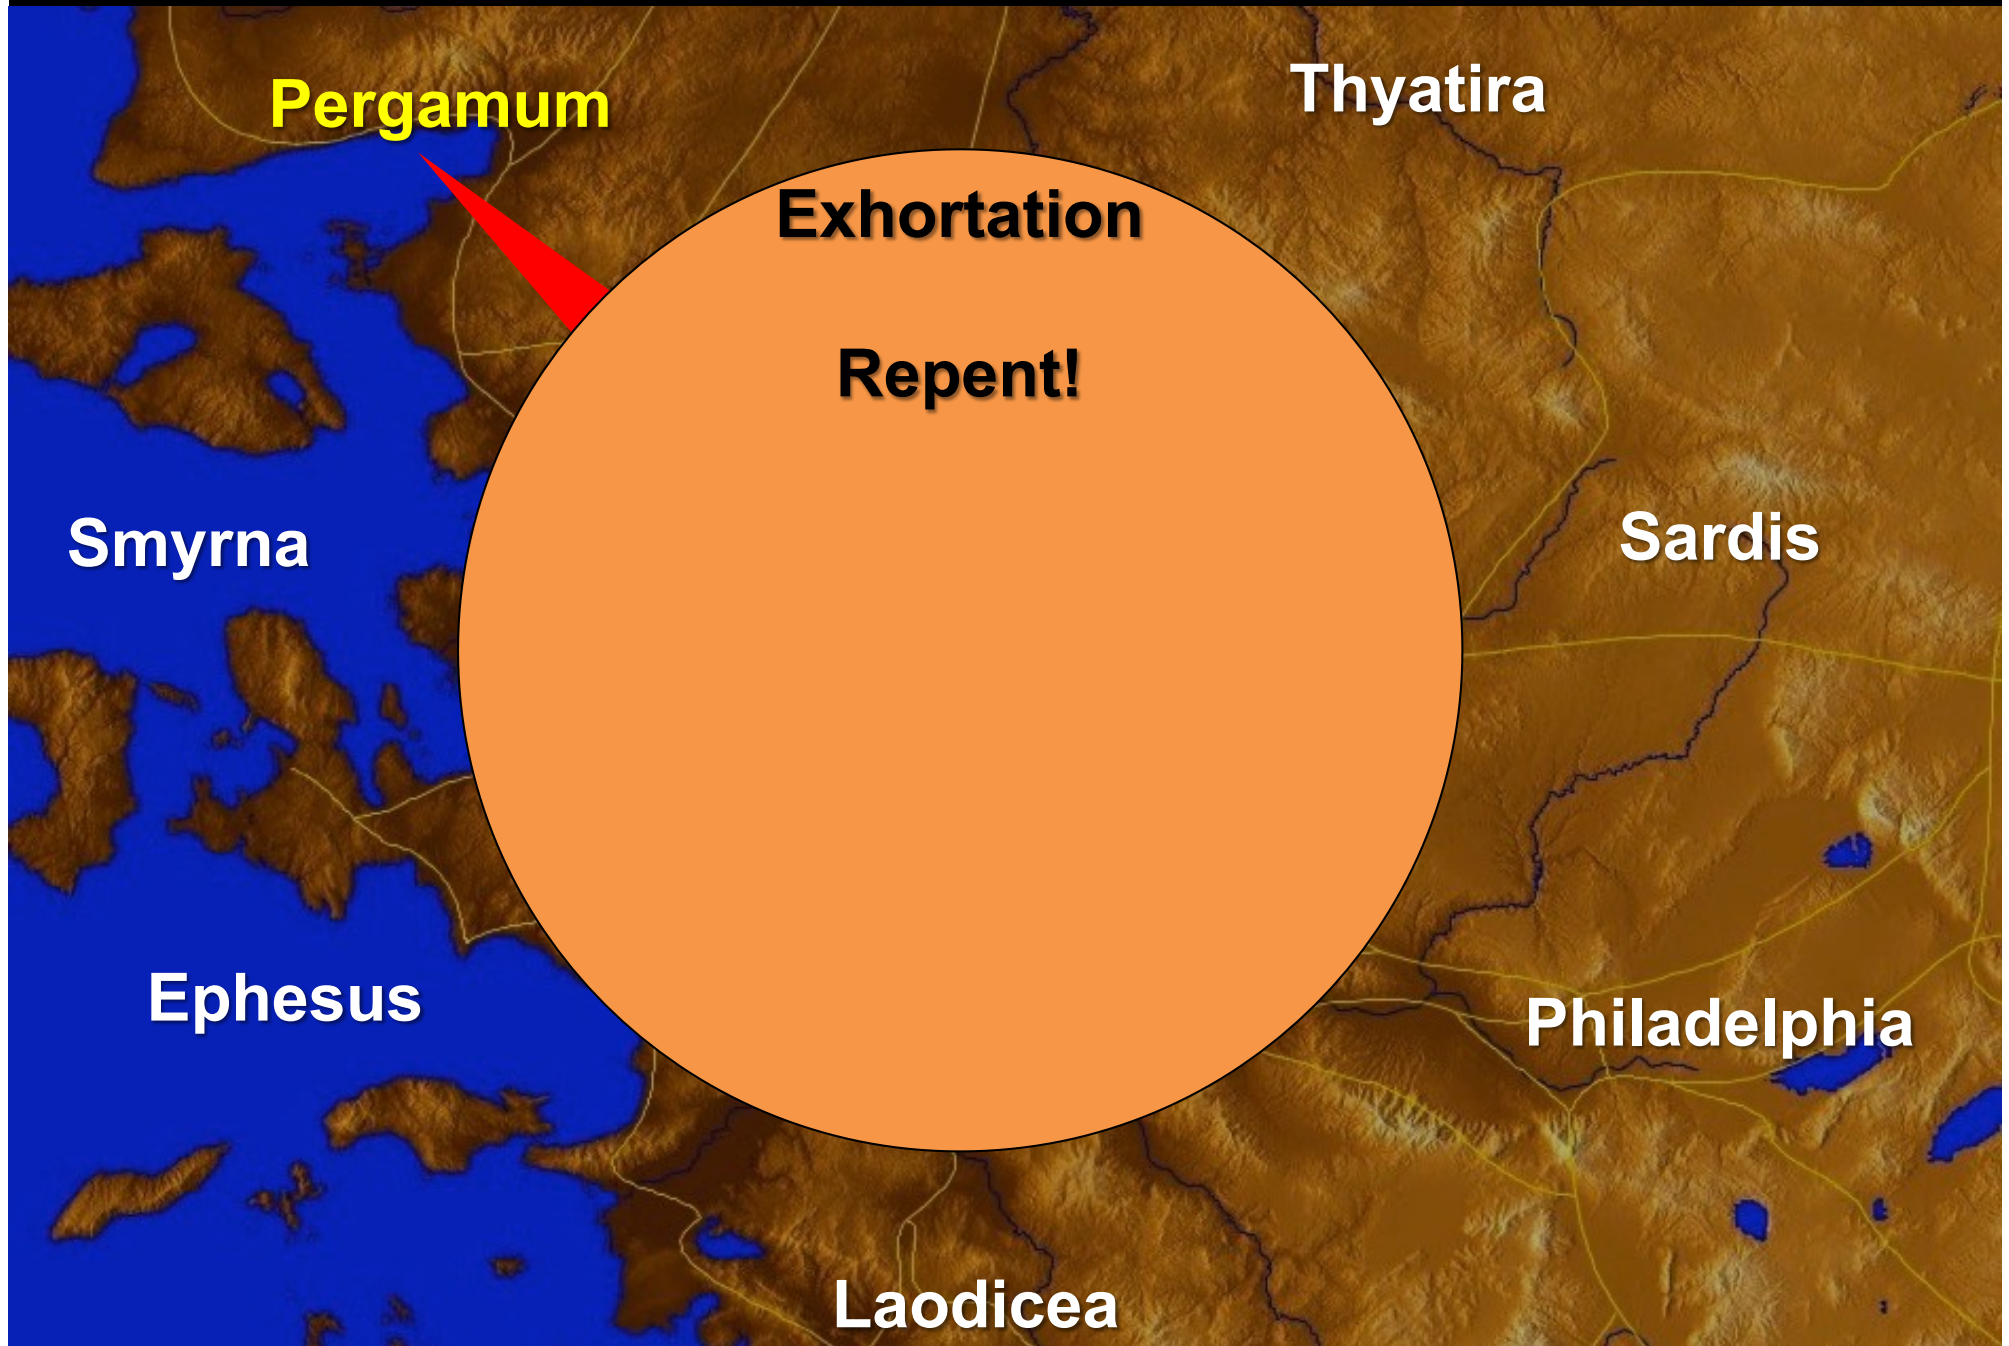 Thyatira
Pergamum
Exhortation
Repent!
Smyrna
Sardis
Ephesus
Philadelphia
Laodicea